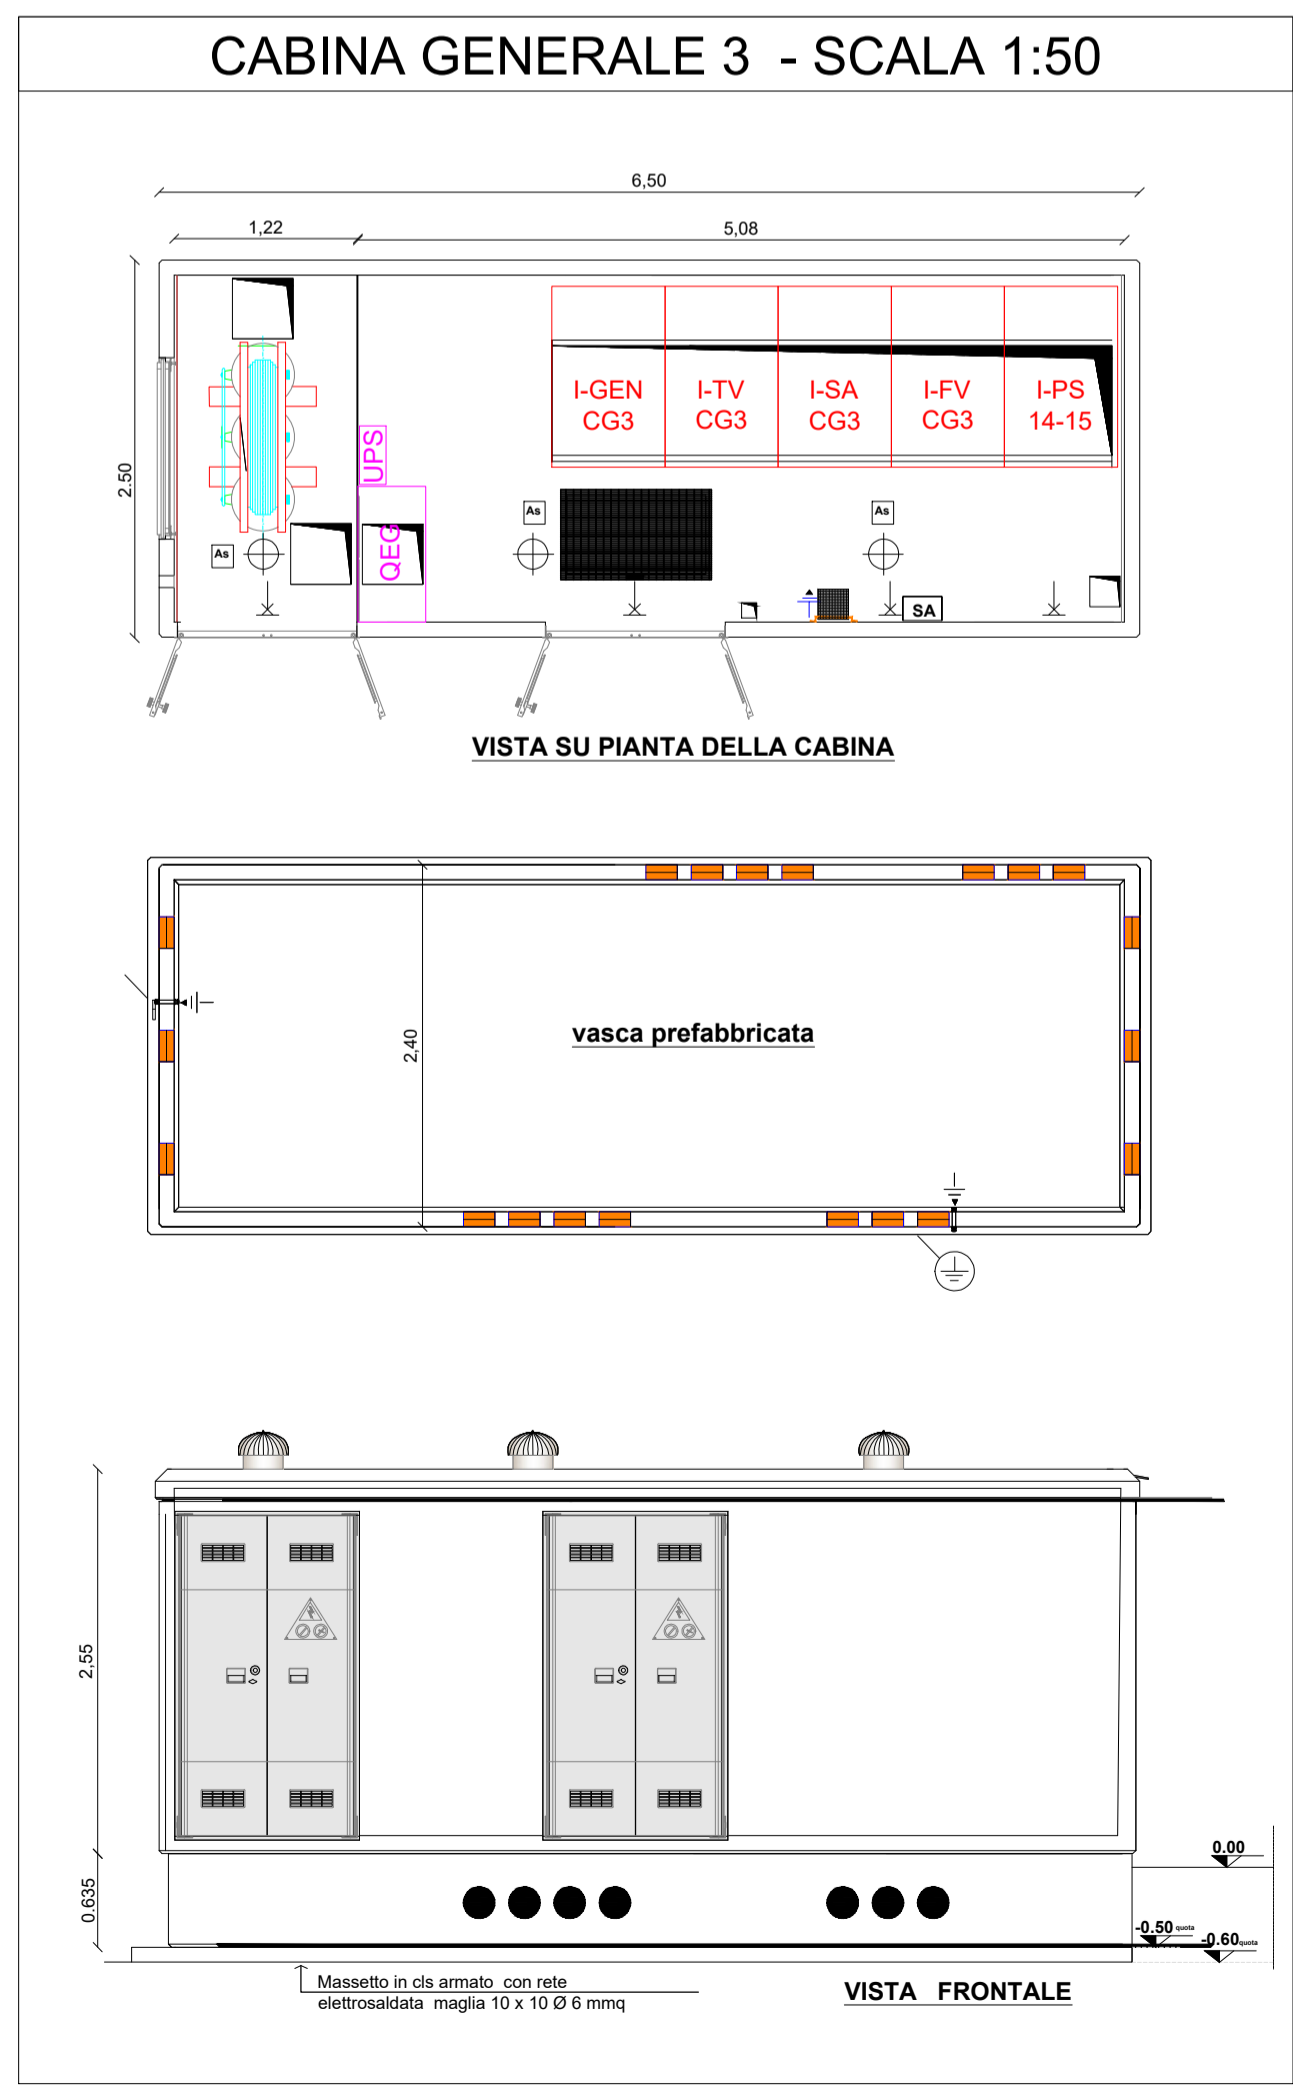 CABINA GENERALE 3 - SCALA 1:50
6,50
1,22
5,08
2.50
I-GEN
CG3
I-TV
CG3
I-SA
CG3
I-FV
CG3
I-PS
14-15
UPS
QEG
As
As
As
SA
VISTA SU PIANTA DELLA CABINA
2,40
vasca prefabbricata
2,55
0.635
0.00
-0.50 quota
-0.60 quota
Massetto in cls armato con rete
elettrosaldata maglia 10 x 10 Ø 6 mmq
VISTA FRONTALE